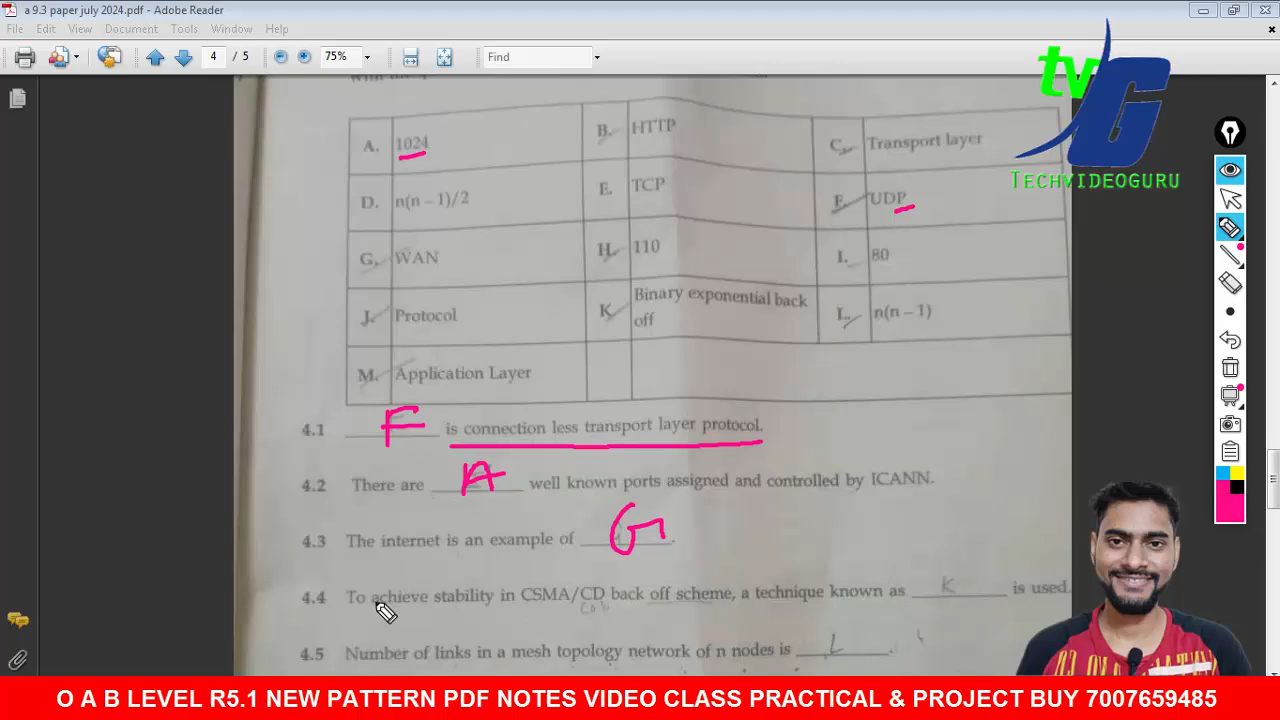 a 9.3 paper july 2024.pdf - Adobe Reader
File Edit View Document Tools Window Help
4 / 5 75% Find
tv G
TECHVIDEOGURU
A. 1024 B. HTTP C. Transport layer
D. n(n – 1)/2 E. TCP F. UDP
G. WAN H. 110 I. 80
J. Protocol K. Binary exponential back
off L. n(n – 1)
M. Application Layer
4.1 F is connection less transport layer protocol.
4.2 There are A well known ports assigned and controlled by ICANN.
4.3 The internet is an example of G .
4.4 To achieve stability in CSMA/CD back off scheme, a technique known as K is used.
4.5 Number of links in a mesh topology network of n nodes is L .
O A B LEVEL R5.1 NEW PATTERN PDF NOTES VIDEO CLASS PRACTICAL & PROJECT BUY 7007659485